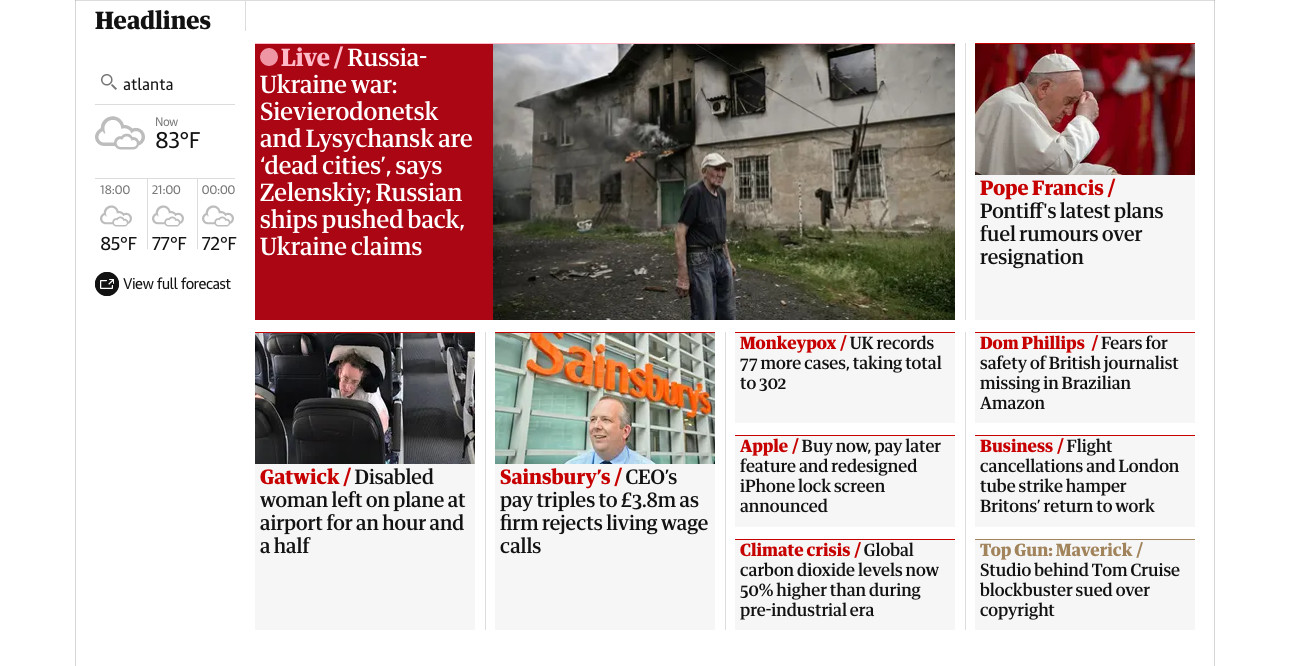 Headlines
atlanta
Now
83°F
18:00
21:00
00:00
85°F
77°F
72°F
View full forecast
Live / Russia-
Ukraine war:
Sievierodonetsk
and Lysychansk are
‘dead cities’, says
Zelenskiy; Russian
ships pushed back,
Ukraine claims
Pope Francis /
Pontiff's latest plans
fuel rumours over
resignation
Gatwick / Disabled
woman left on plane at
airport for an hour and
a half
Sainsbury's
Sainsbury’s / CEO’s
pay triples to £3.8m as
firm rejects living wage
calls
Monkeypox / UK records
77 more cases, taking total
to 302
Dom Phillips / Fears for
safety of British journalist
missing in Brazilian
Amazon
Apple / Buy now, pay later
feature and redesigned
iPhone lock screen
announced
Business / Flight
cancellations and London
tube strike hamper
Britons’ return to work
Climate crisis / Global
carbon dioxide levels now
50% higher than during
pre-industrial era
Top Gun: Maverick /
Studio behind Tom Cruise
blockbuster sued over
copyright